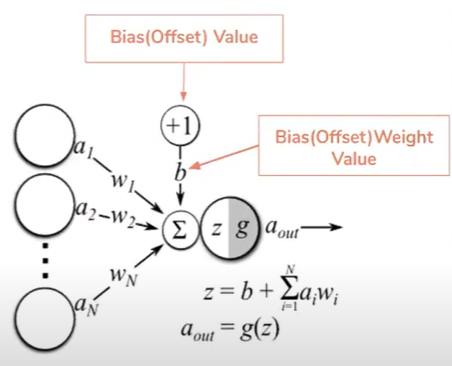 Bias(Offset) Value
+1
Bias(Offset)Weight
Value
b
a1
w1
a2
w2
Σ
z
g
aout
wN
aN
z = b + N Σ i=1 aiwi
aout = g(z)